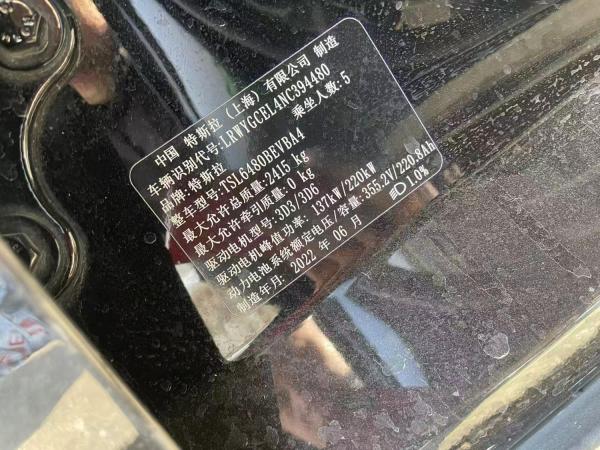 中国 特斯拉（上海）有限公司 制造
车辆识别代号:LRWYGCEL4NC394480
品牌:特斯拉 乘坐人数:5
整车型号:TSL6480BEVBA4
最大允许总质量:2415 kg
最大允许牵引质量:0 kg
驱动电机型号:3D3/3D6
驱动电机峰值功率: 137kW/220kW
动力电池系统额定电压/容量:355.2V/220.8Ah
制造年月: 2022 年 06 月 1.0%